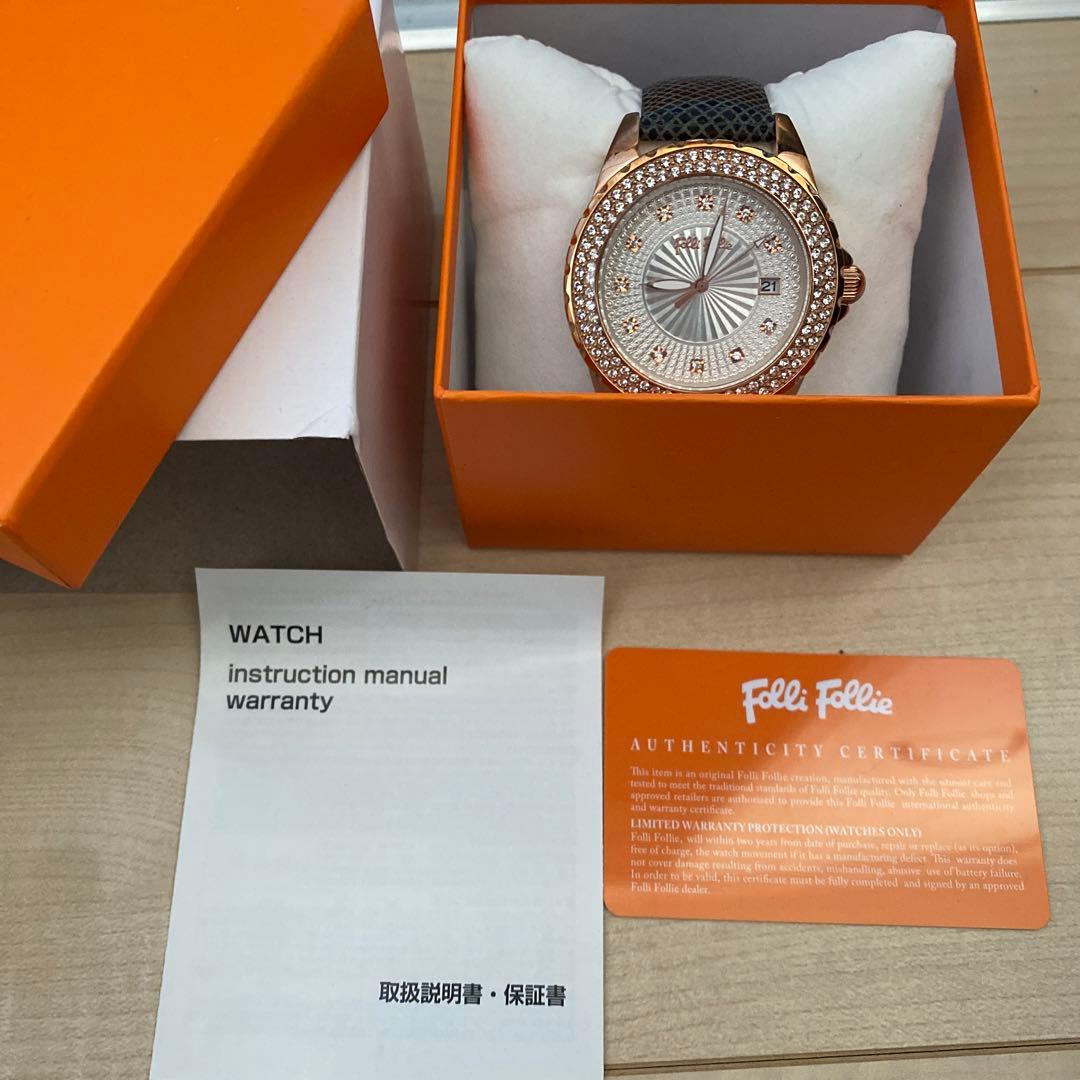 Folli Follie
21
WATCH
instruction manual
warranty
取扱説明書・保証書
Folli Follie
AUTHENTICITY CERTIFICATE
This item is an original Folli Follie creation, manufactured with the utmost care and
tested to meet the traditional standards of Folli Follie quality. Only Folli Follie shops and
approved retailers are authorized to provide this Folli Follie international authenticity
and warranty certificate.
LIMITED WARRANTY PROTECTION (WATCHES ONLY)
Folli Follie, will within two years from date of purchase, repair or replace (as its option),
free of charge, the watch movement if it has a manufacturing defect. This warranty does
not cover damage resulting from accidents, mishandling, abusive use of battery failure.
In order to be valid, this certificate must be fully completed and signed by an approved
Folli Follie dealer.